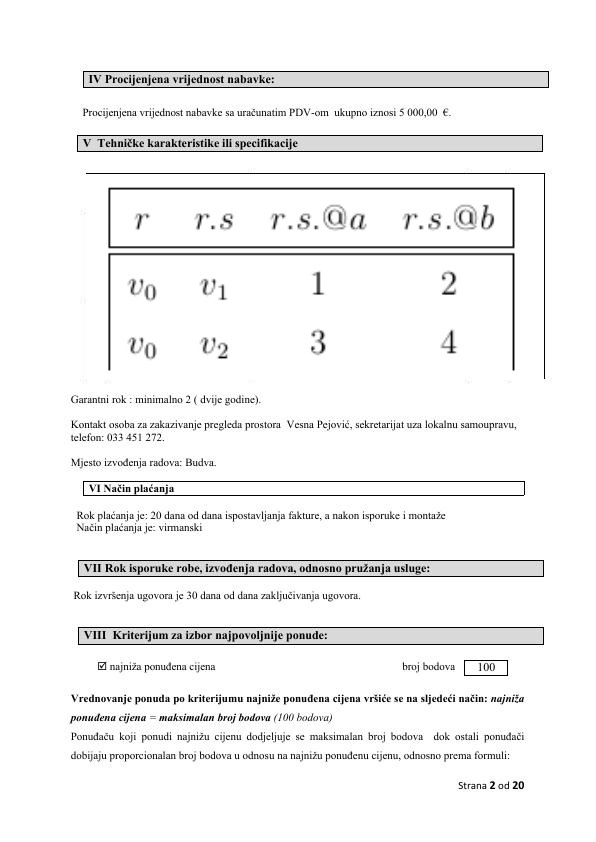 IV Procijenjena vrijednost nabavke:
Procijenjena vrijednost nabavke sa uračunatim PDV-om ukupno iznosi 5 000,00 €.
V Tehničke karakteristike ili specifikacije
r r.s r.s.@a r.s.@b
v0 v1 1 2
v0 v2 3 4
Garantni rok : minimalno 2 ( dvije godine).
Kontakt osoba za zakazivanje pregleda prostora Vesna Pejović, sekretarijat uza lokalnu samoupravu,
telefon: 033 451 272.
Mjesto izvođenja radova: Budva.
VI Način plaćanja
Rok plaćanja je: 20 dana od dana ispostavljanja fakture, a nakon isporuke i montaže
Način plaćanja je: virmanski
VII Rok isporuke robe, izvođenja radova, odnosno pružanja usluge:
Rok izvršenja ugovora je 30 dana od dana zaključivanja ugovora.
VIII Kriterijum za izbor najpovoljnije ponude:
☑ najniža ponuđena cijena broj bodova 100
Vrednovanje ponuda po kriterijumu najniže ponuđena cijena vršiće se na sljedeći način: najniža
ponuđena cijena = maksimalan broj bodova (100 bodova)
Ponuđaču koji ponudi najnižu cijenu dodjeljuje se maksimalan broj bodova dok ostali ponuđači
dobijaju proporcionalan broj bodova u odnosu na najnižu ponuđenu cijenu, odnosno prema formuli:
Strana 2 od 20